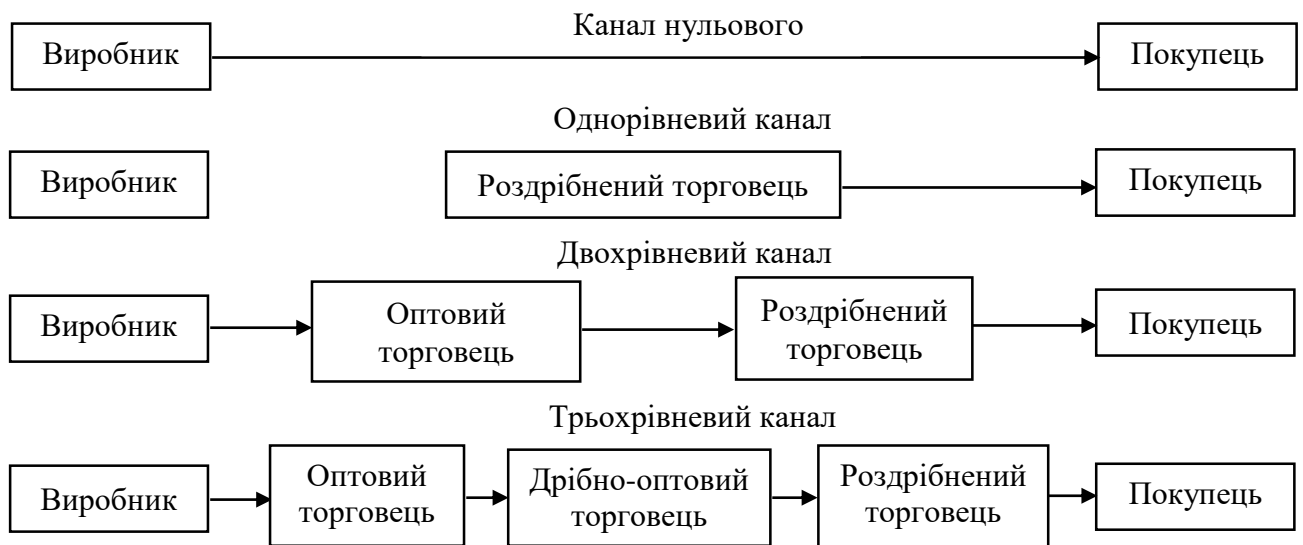 Канал нульового
Виробник
Покупець
Однорівневий канал
Виробник
Роздрібнений торговець
Покупець
Двохрівневий канал
Виробник
Оптовий
торговець
Роздрібнений
торговець
Покупець
Трьохрівневий канал
Виробник
Оптовий
торговець
Дрібно-оптовий
торговець
Роздрібнений
торговець
Покупець